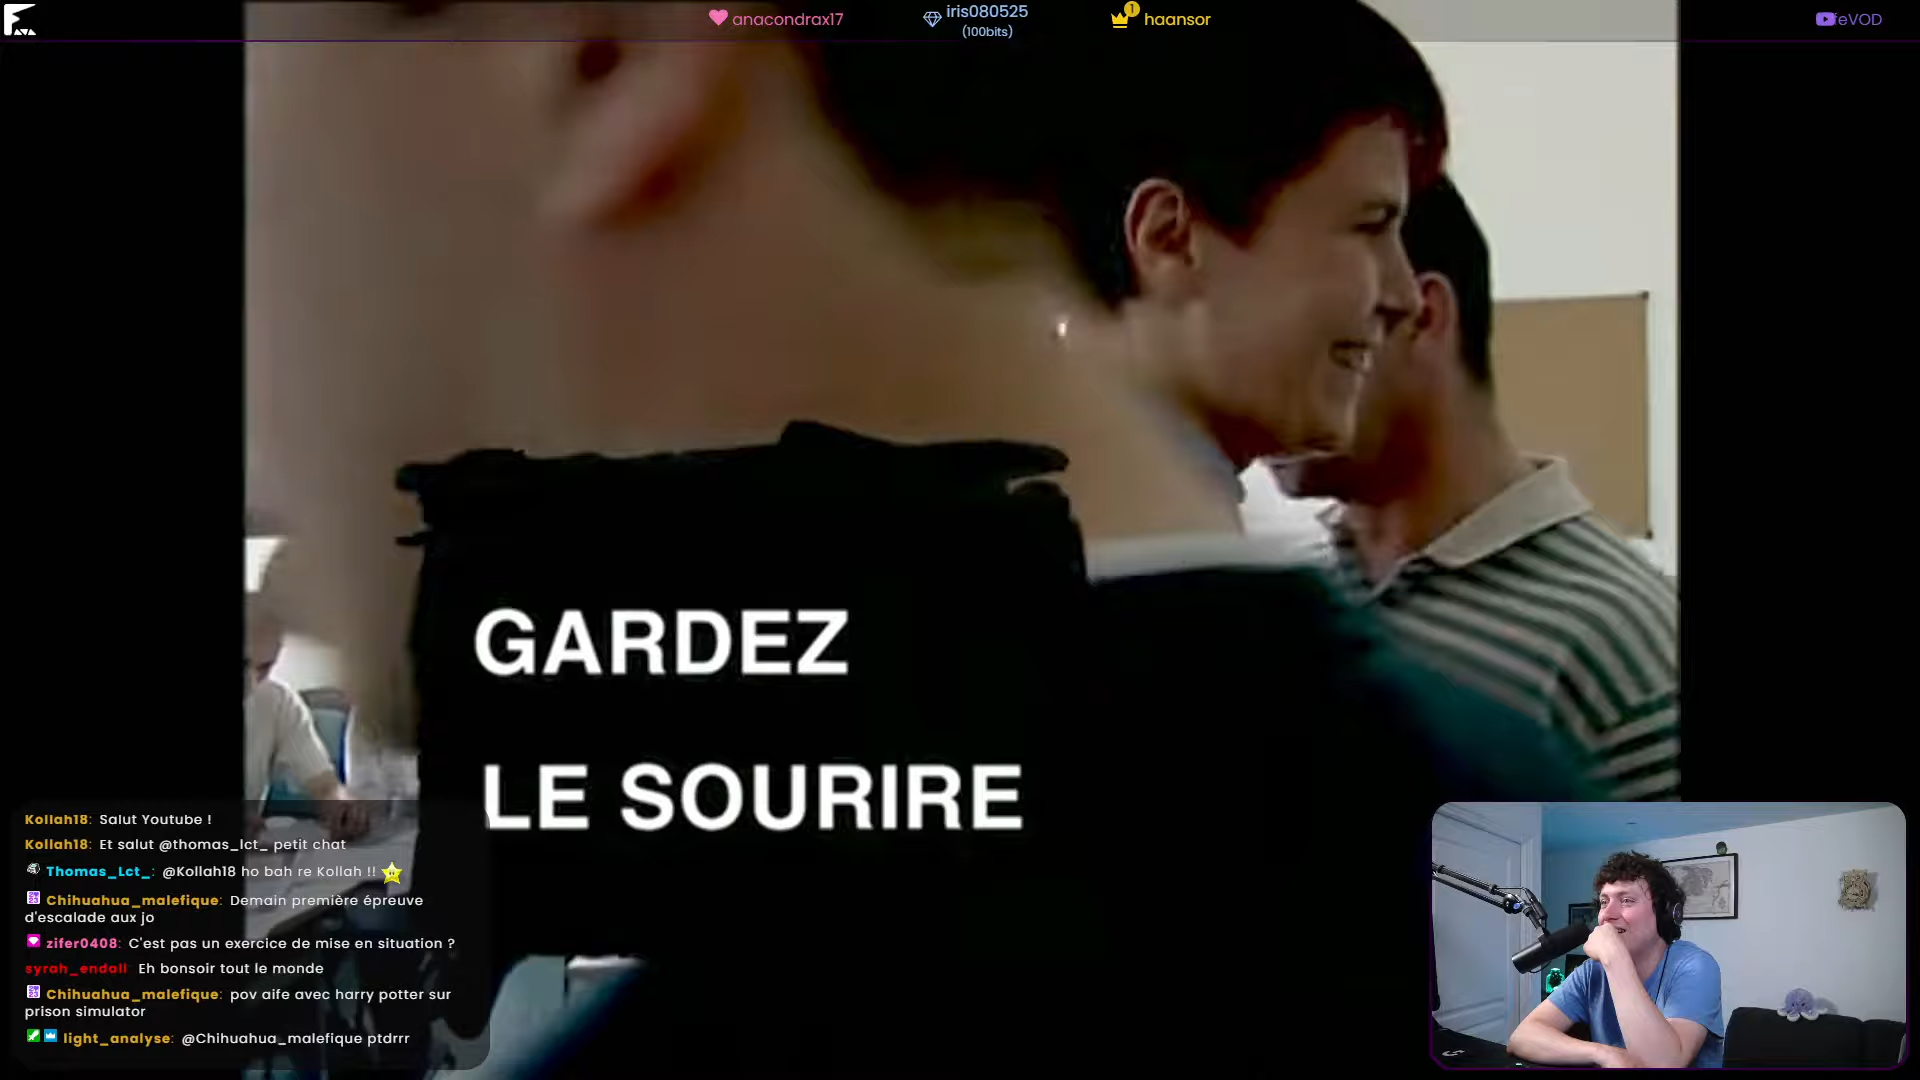 anacondrax17
iris080525
(100bits)
1
haansor
feVOD
GARDEZ
LE SOURIRE
Kollah18: Salut Youtube !
Kollah18: Et salut @thomas_lct_ petit chat
Thomas_Lct_: @Kollah18 ho bah re Kollah !!
Chihuahua_malefique: Demain première épreuve
d'escalade aux jo
zifer0408: C'est pas un exercice de mise en situation ?
syrah_endall: Eh bonsoir tout le monde
Chihuahua_malefique: pov aife avec harry potter sur
prison simulator
light_analyse: @Chihuahua_malefique ptdrrr